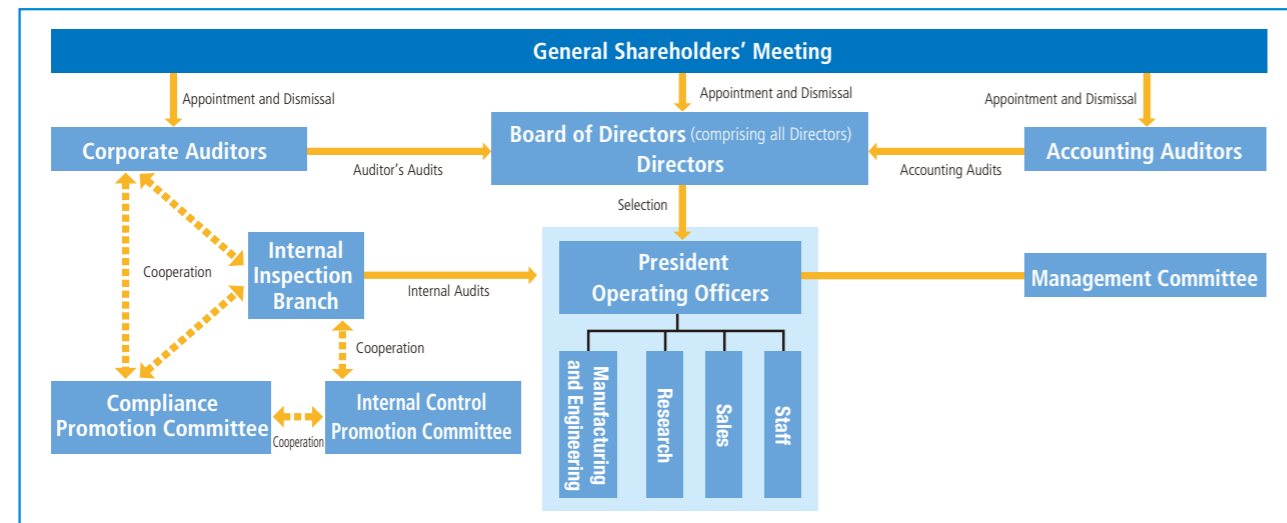 General Shareholders’ Meeting
Appointment and Dismissal
Appointment and Dismissal
Appointment and Dismissal
Corporate Auditors
Auditor’s Audits
Board of Directors (comprising all Directors)
Directors
Accounting Audits
Accounting Auditors
Selection
Cooperation
Internal
Inspection
Branch
Internal Audits
President
Operating Officers
Management Committee
Cooperation
Compliance
Promotion Committee
Cooperation
Internal Control
Promotion Committee
Manufacturing
and Engineering
Research
Sales
Staff